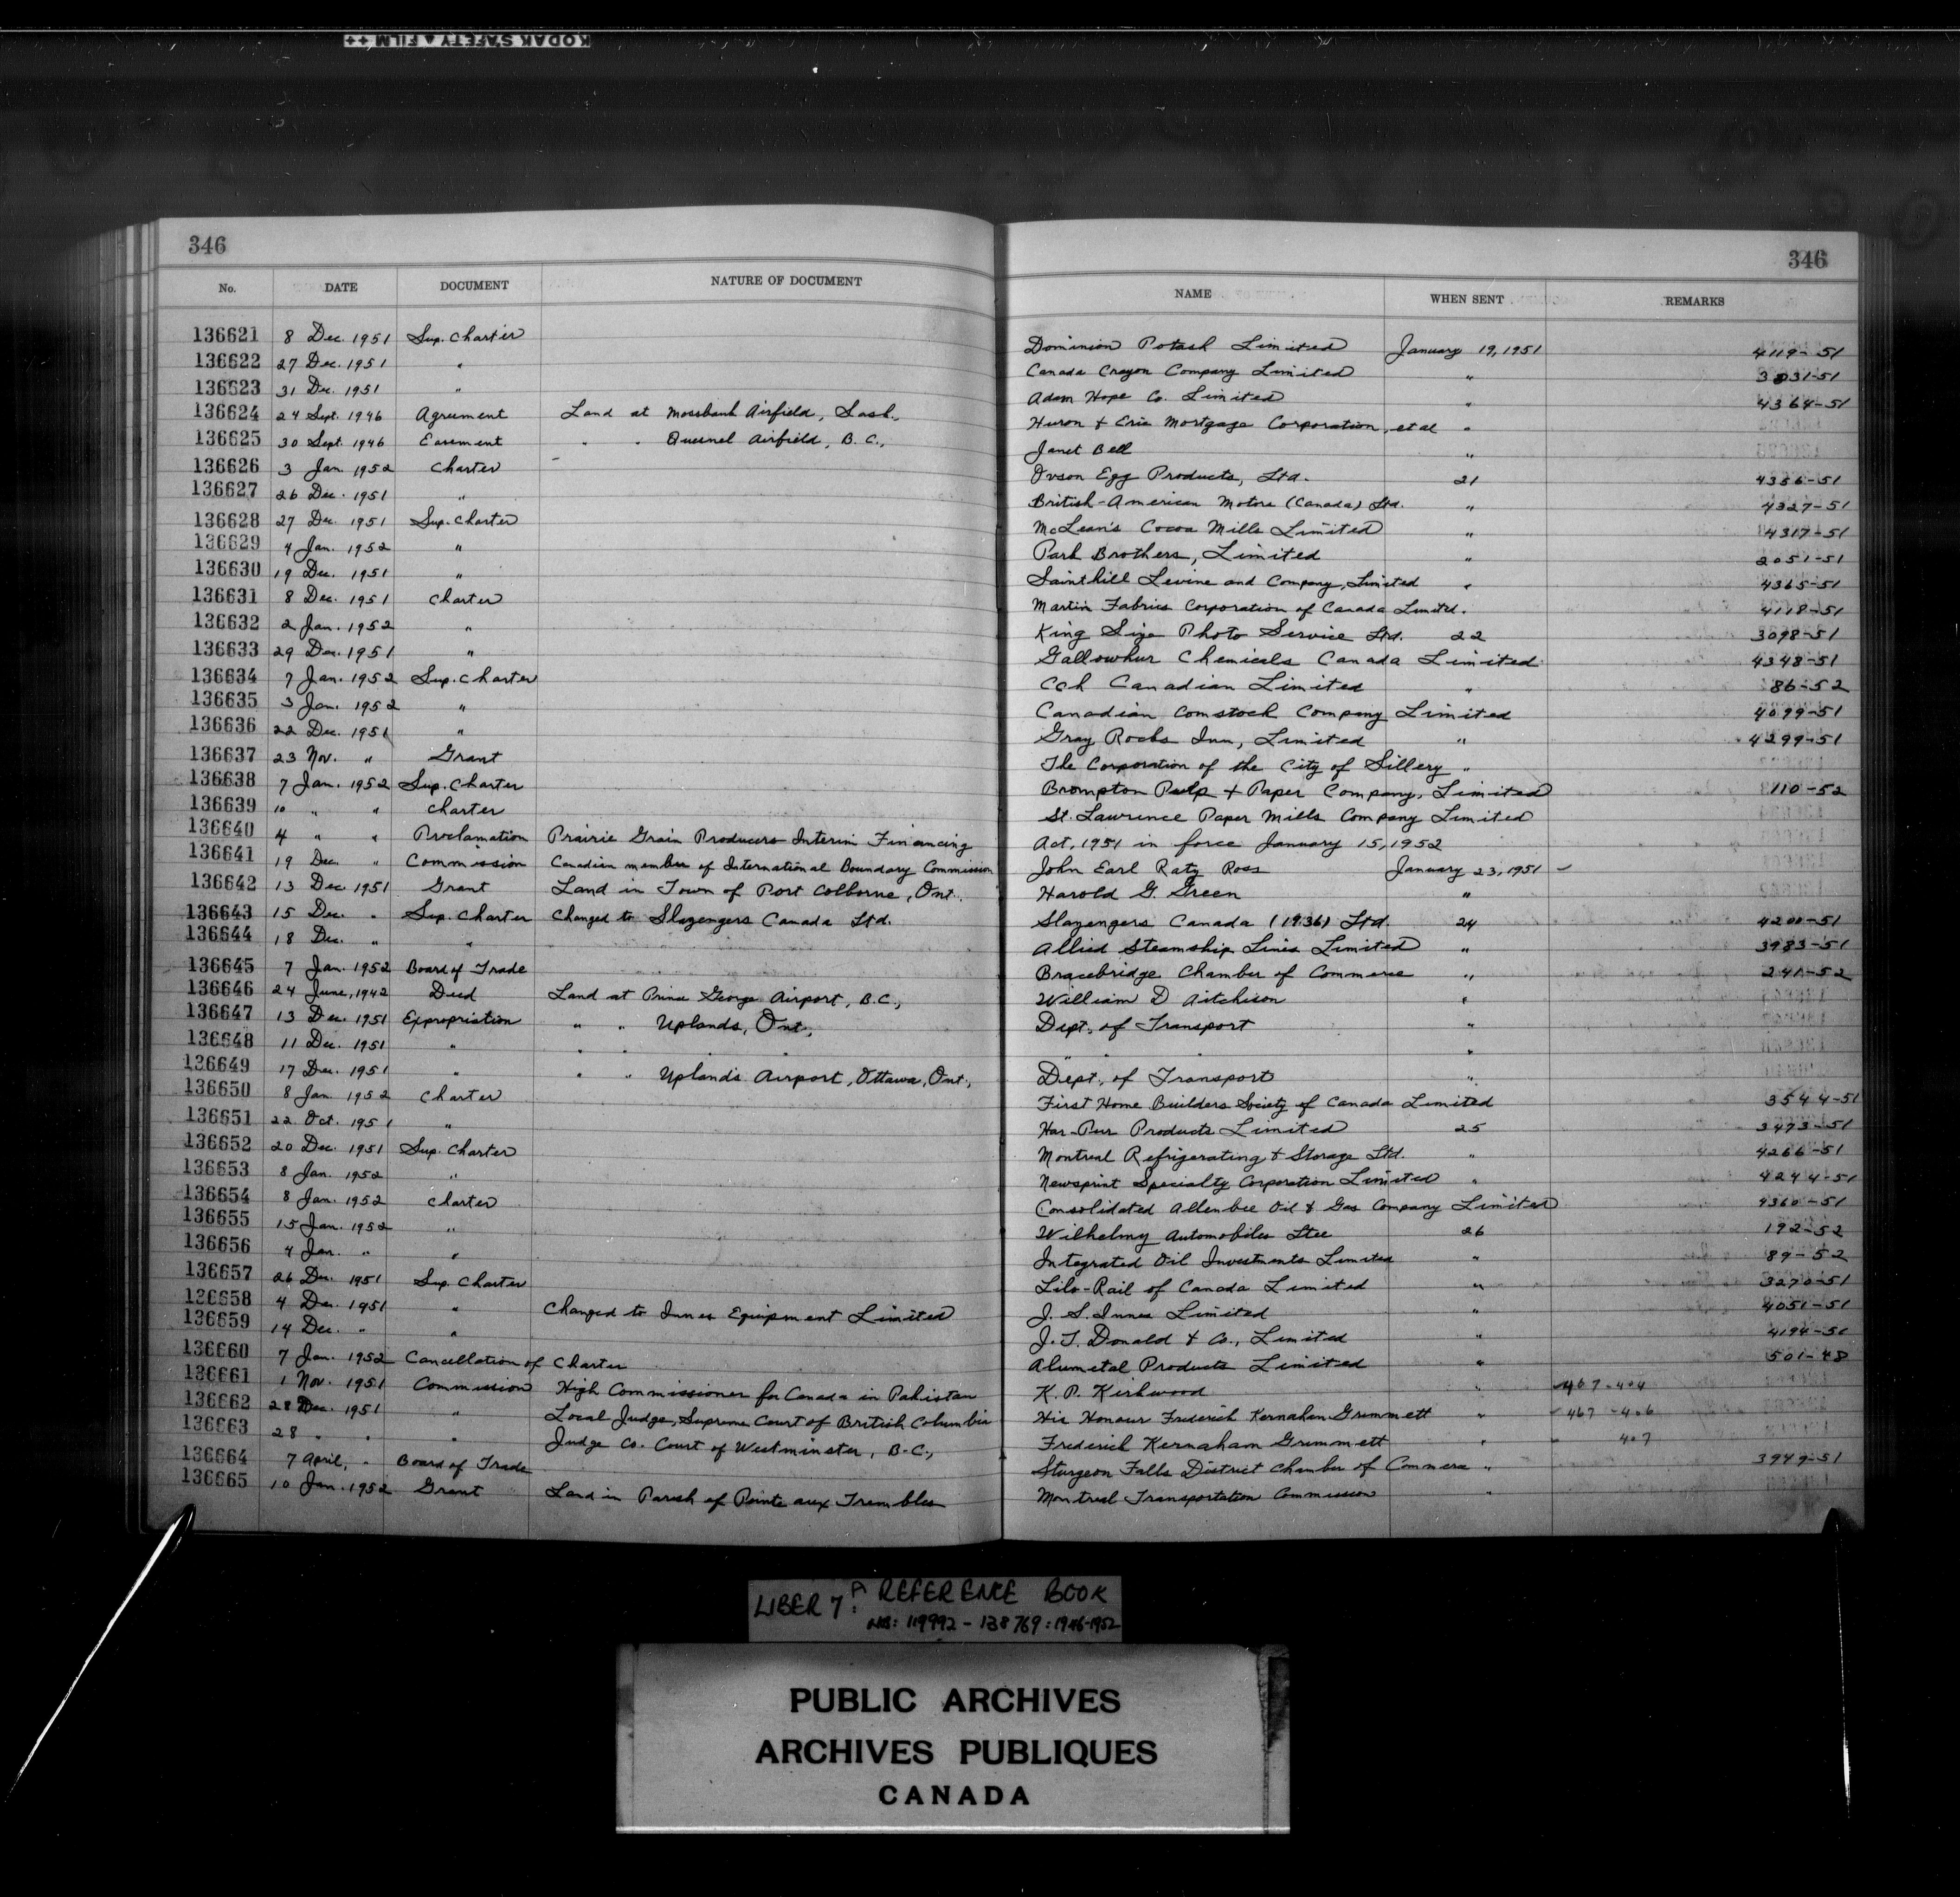 KODAK SAFETY FILM ++
346
346
No. DATE DOCUMENT NATURE OF DOCUMENT NAME WHEN SENT REMARKS
136621 8 Dec. 1951 Sup. Charter Dominion Potash Limited January 19, 1951 4119-51
136622 27 Dec. 1951 " Canada Crayon Company Limited " 3831-51
136623 31 Dec. 1951 " Adam Hope Co. Limited " 4364-51
136624 24 Sept. 1946 Agreement Land at Mossbank Airfield, Sask., Huron & Erie Mortgage Corporation, et al "
136625 30 Sept. 1946 Easement " " Quesnel Airfield, B.C., Janet Bell "
136626 3 Jan. 1952 Charter Ovson Egg Products, Ltd. 21 4356-51
136627 26 Dec. 1951 " British-American Motors (Canada) Ltd. " 4327-51
136628 27 Dec. 1951 Sup. Charter McLean's Cocoa Mills Limited " 4317-51
136629 4 Jan. 1952 " Park Brothers, Limited " 2051-51
136630 19 Dec. 1951 " Sainthill Levine and Company, Limited " 4365-51
136631 8 Dec. 1951 Charter Martin Fabrics Corporation of Canada Limited. 4118-51
136632 2 Jan. 1952 " King Size Photo Service Ltd. 22 3098-51
136633 29 Dec. 1951 " Gallowhur Chemicals Canada Limited 4348-51
136634 7 Jan. 1952 Sup. Charter CCH Canadian Limited " 86-52
136635 3 Jan. 1952 " Canadian Comstock Company Limited 4099-51
136636 22 Dec. 1951 " Gray Rocks Inn, Limited " 4299-51
136637 23 Nov. " Grant The Corporation of the City of Sillery "
136638 7 Jan. 1952 Sup. Charter Brompton Pulp & Paper Company, Limited 110-52
136639 10 " " Charter St. Lawrence Paper Mills Company Limited
136640 4 " " Proclamation Prairie Grain Producers Interim Financing Act, 1951 in force January 15, 1952
136641 19 Dec. " Commission Canadian member of International Boundary Commission John Earl Ratz Ross January 23, 1951 -
136642 13 Dec. 1951 Grant Land in Town of Port Colborne, Ont. Harold G. Green "
136643 15 Dec. " Sup. Charter Changed to Slazengers Canada Ltd. Slazengers Canada (1936) Ltd. 24 4200-51
136644 18 Dec. " " Allied Steamship Lines Limited " 3983-51
136645 7 Jan. 1952 Board of Trade Bracebridge Chamber of Commerce " 241-52
136646 24 June, 1942 Deed Land at Prince George Airport, B.C., William D Aitchison "
136647 13 Dec. 1951 Expropriation " " Uplands, Ont., Dept. of Transport "
136648 11 Dec. 1951 " " " " " " " "
136649 17 Dec. 1951 " " " Uplands Airport, Ottawa, Ont., Dept. of Transport "
136650 8 Jan. 1952 Charter First Home Builders Society of Canada Limited 3544-51
136651 22 Oct. 1951 " Har-Pur Products Limited 25 3473-51
136652 20 Dec. 1951 Sup. Charter Montreal Refrigerating & Storage Ltd. " 4266-51
136653 8 Jan. 1952 " Newsprint Specialty Corporation Limited " 4244-51
136654 8 Jan. 1952 Charter Consolidated Allenbee Oil & Gas Company Limited 4360-51
136655 15 Jan. 1952 " Wilhelmy Automobiles Ltee 26 192-52
136656 4 Jan. " " Integrated Oil Investments Limited " 89-52
136657 26 Dec. 1951 Sup. Charter Lilo-Rail of Canada Limited " 3270-51
136658 4 Dec. 1951 " Changed to Innes Equipment Limited J. S. Innes Limited " 4051-51
136659 14 Dec. " " J. T. Donald & Co., Limited " 4194-51
136660 7 Jan. 1952 Cancellation of Charter Alumetal Products Limited " 501-48
136661 1 Nov. 1951 Commission High Commissioner for Canada in Pakistan K. P. Kirkwood " 467-404
136662 28 Dec. 1951 " Local Judge, Supreme Court of British Columbia His Honour Frederick Kernahan Grimmett " 467-406
136663 28 " " " Judge Co. Court of Westminster, B.C., Frederick Kernaham Grimmett " 407
136664 7 April, " Board of Trade Sturgeon Falls District Chamber of Commerce " 3949-51
136665 10 Jan. 1952 Grant Land in Parish of Pointe aux Trembles Montreal Transportation Commission "
LIBER 7A: REFERENCE BOOK
NB: 119992 - 138769: 1946-1952
PUBLIC ARCHIVES
ARCHIVES PUBLIQUES
CANADA